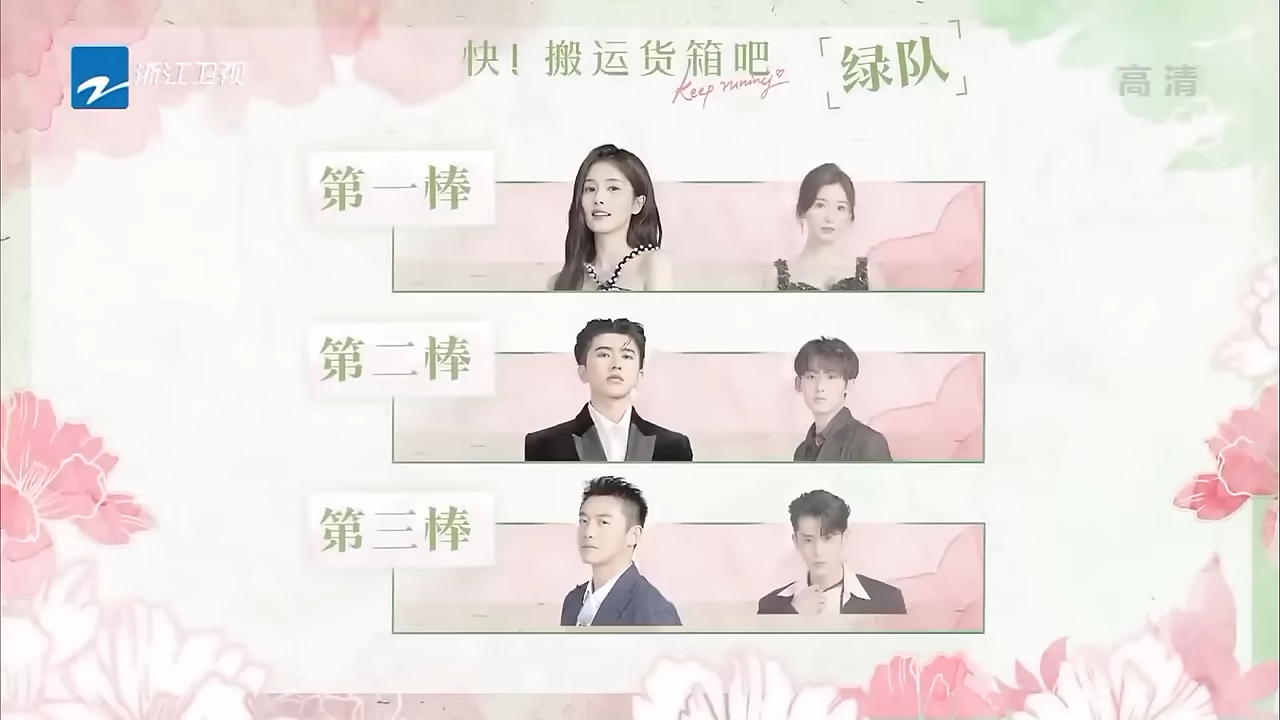 快！搬运货箱吧
Keep running
「绿队」
浙江卫视
高清
第一棒
第二棒
第三棒